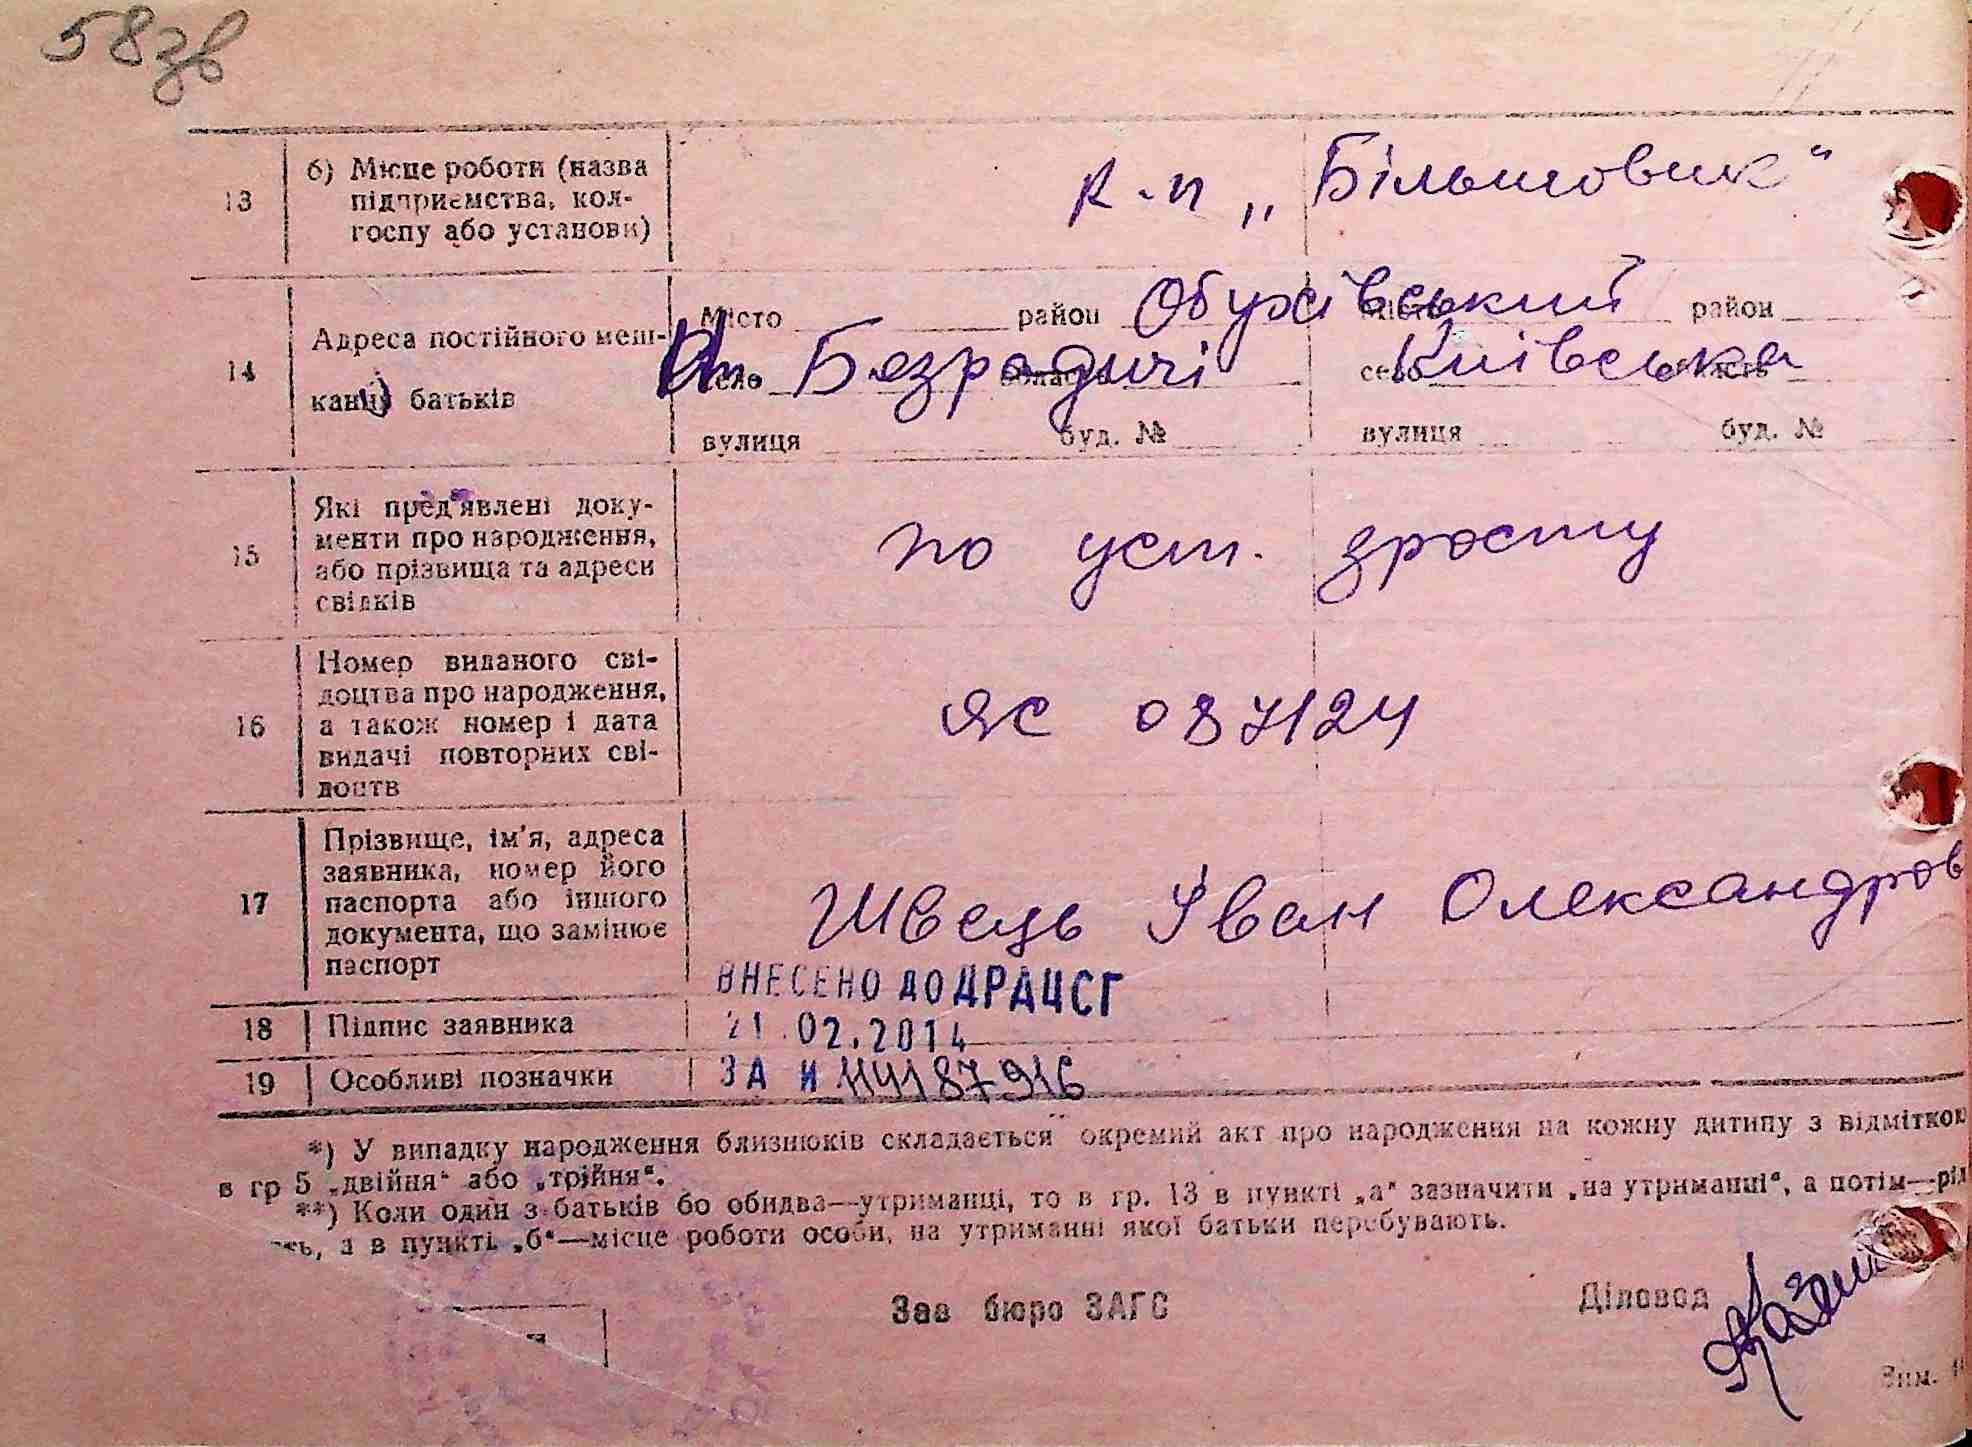 58зв
13
б) Місце роботи (назва
підприємства, кол-
госпу або установи)
к-п „Більшовик"
14
Адреса постійного меш-
канц) батьків
місто район Обухівський район
село Безрадичі область село Київська область
вулиця буд. № вулиця буд. №
15
Які пред'явлені доку-
менти про народження,
або прізвища та адреси
свідків
по уст. зросту
16
Номер виданого сві-
доцтва про народження,
а також номер і дата
видачі повторних сві-
доцтв
ЯС 087124
17
Прізвище, ім'я, адреса
заявника, номер його
паспорта або іншого
документа, що замінює
паспорт
Швець Іван Олександров
ВНЕСЕНО ДО ДРАЦСГ
18 Підпис заявника
21.02.2014
19 Особливі позначки
ЗА И
*) У випадку народження близнюків складається окремий акт про народження на кожну дитину з відміткою
в гр 5 „двійня" або „трійня".
**) Коли один з батьків бо обидва—утриманці, то в гр. 13 в пункті „а" зазначити „на утриманці", а потім—рід
ть, а в пункті „б"—місце роботи особи, на утриманні якої батьки перебувають.
Зав бюро ЗАГС
Діловод
Зам.